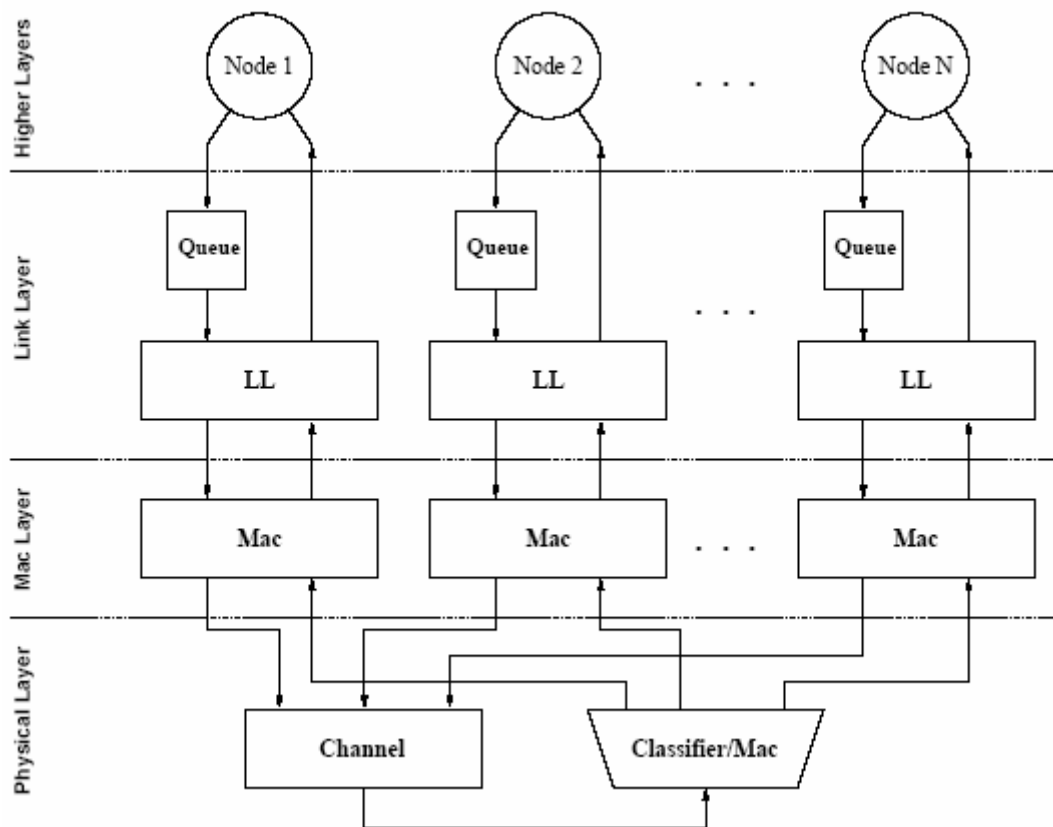 Higher Layers
Node 1
Node 2
. . .
Node N
Link Layer
Queue
Queue
Queue
. . .
LL
LL
LL
Mac Layer
Mac
Mac
. . .
Mac
Physical Layer
Channel
Classifier/Mac